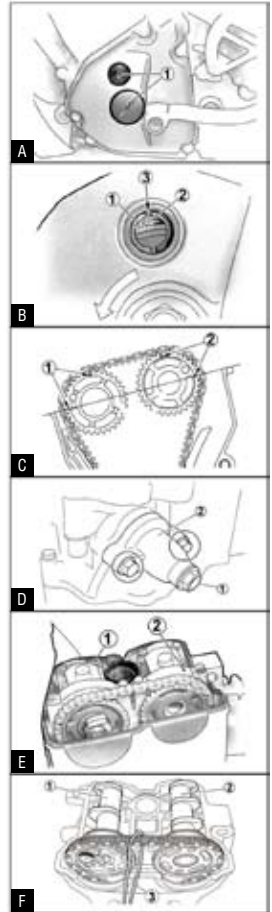 ①
A
③
① ②
B
① ②
C
②
①
D
① ②
E
① ②
③
F